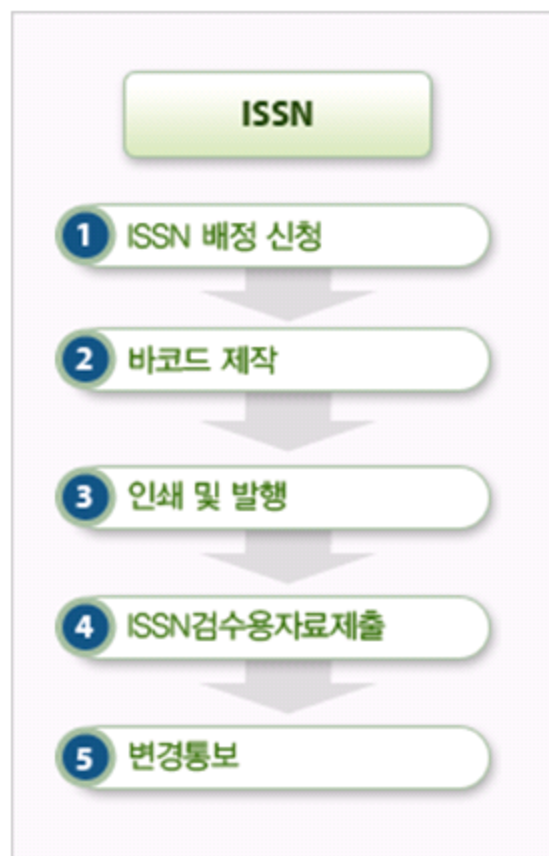 ISSN
1 ISSN 배정 신청
2 바코드 제작
3 인쇄 및 발행
4 ISSN검수용자료제출
5 변경통보